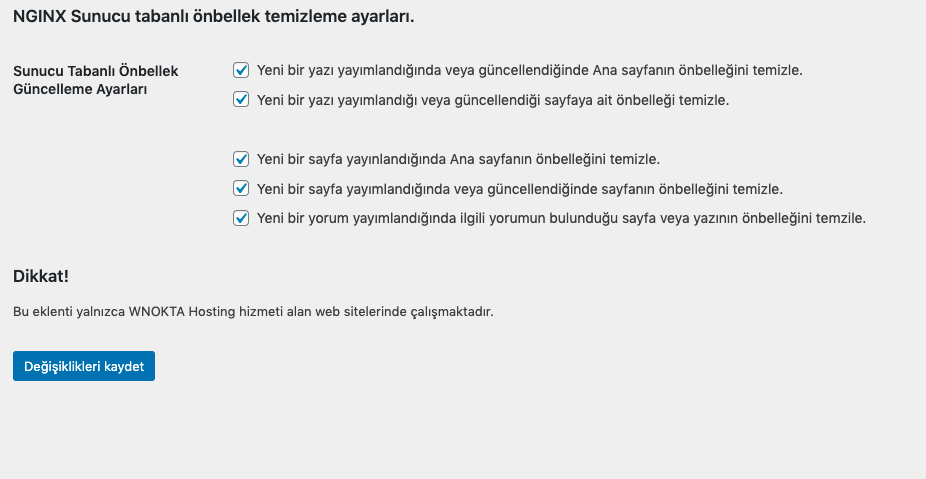 NGINX Sunucu tabanlı önbellek temizleme ayarları.
Sunucu Tabanlı Önbellek
Güncelleme Ayarları
Yeni bir yazı yayımlandığında veya güncellendiğinde Ana sayfanın önbelleğini temizle.
Yeni bir yazı yayımlandığı veya güncellendiği sayfaya ait önbelleği temizle.
Yeni bir sayfa yayınlandığında Ana sayfanın önbelleğini temizle.
Yeni bir sayfa yayımlandığında veya güncellendiğinde sayfanın önbelleğini temizle.
Yeni bir yorum yayımlandığında ilgili yorumun bulunduğu sayfa veya yazının önbelleğini temzile.
Dikkat!
Bu eklenti yalnızca WNOKTA Hosting hizmeti alan web sitelerinde çalışmaktadır.
Değişiklikleri kaydet